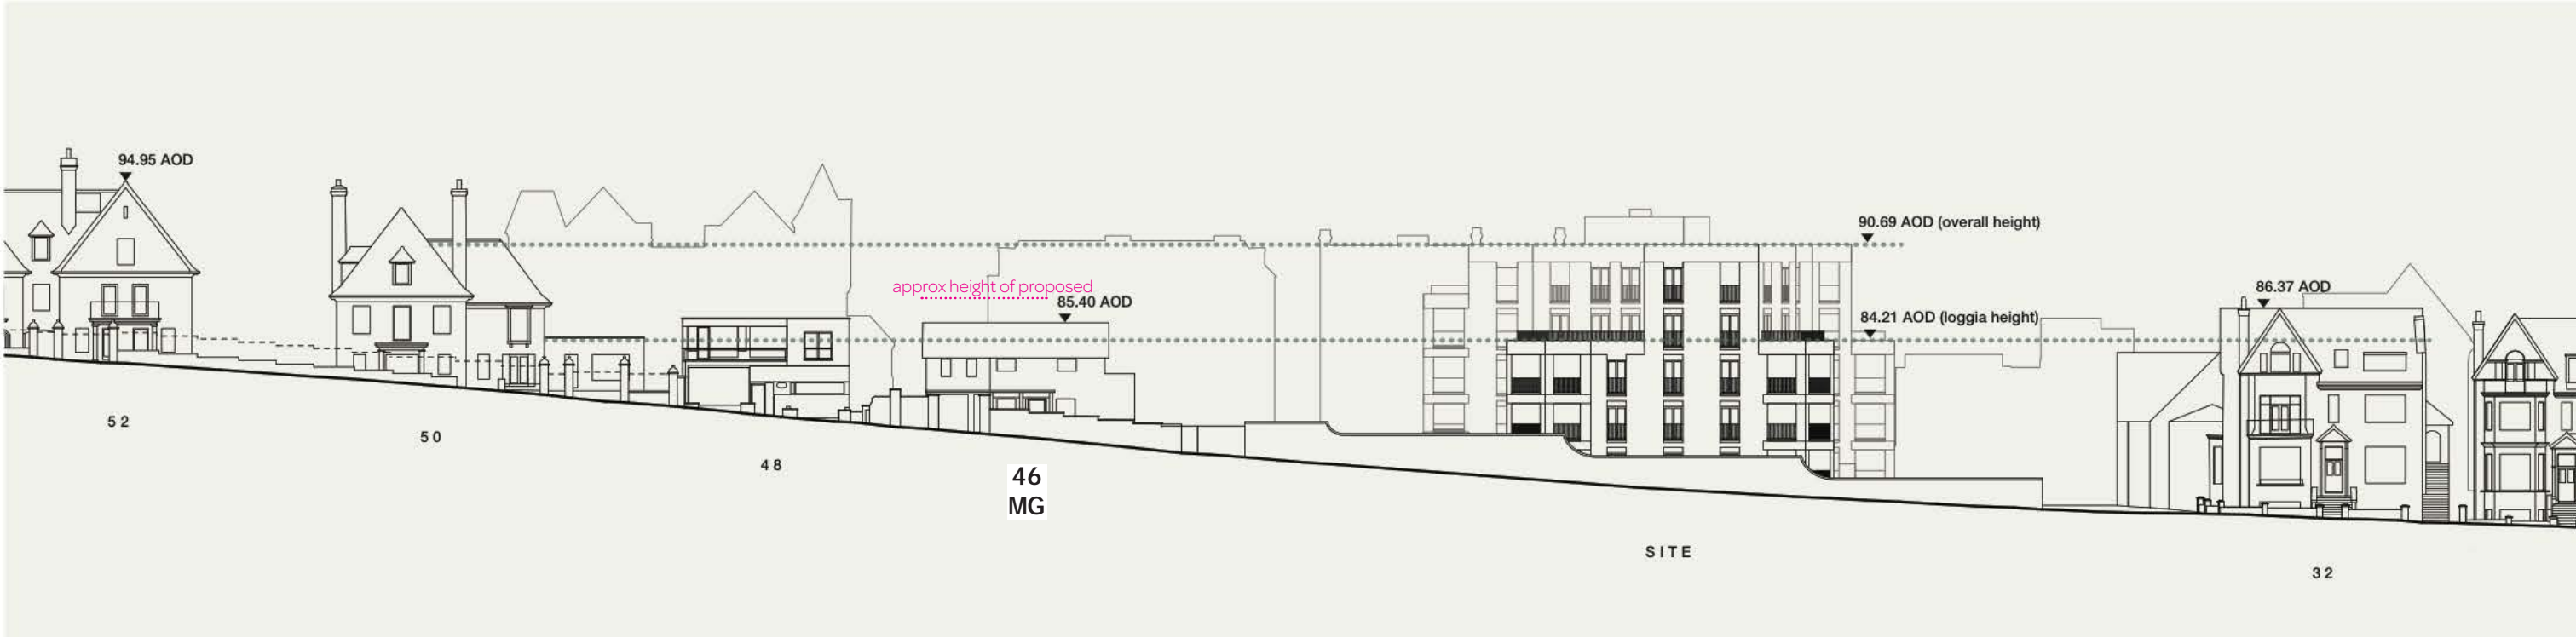 94.95 AOD
90.69 AOD (overall height)
approx height of proposed
85.40 AOD
86.37 AOD
84.21 AOD (loggia height)
52
50
48
46
MG
SITE
32